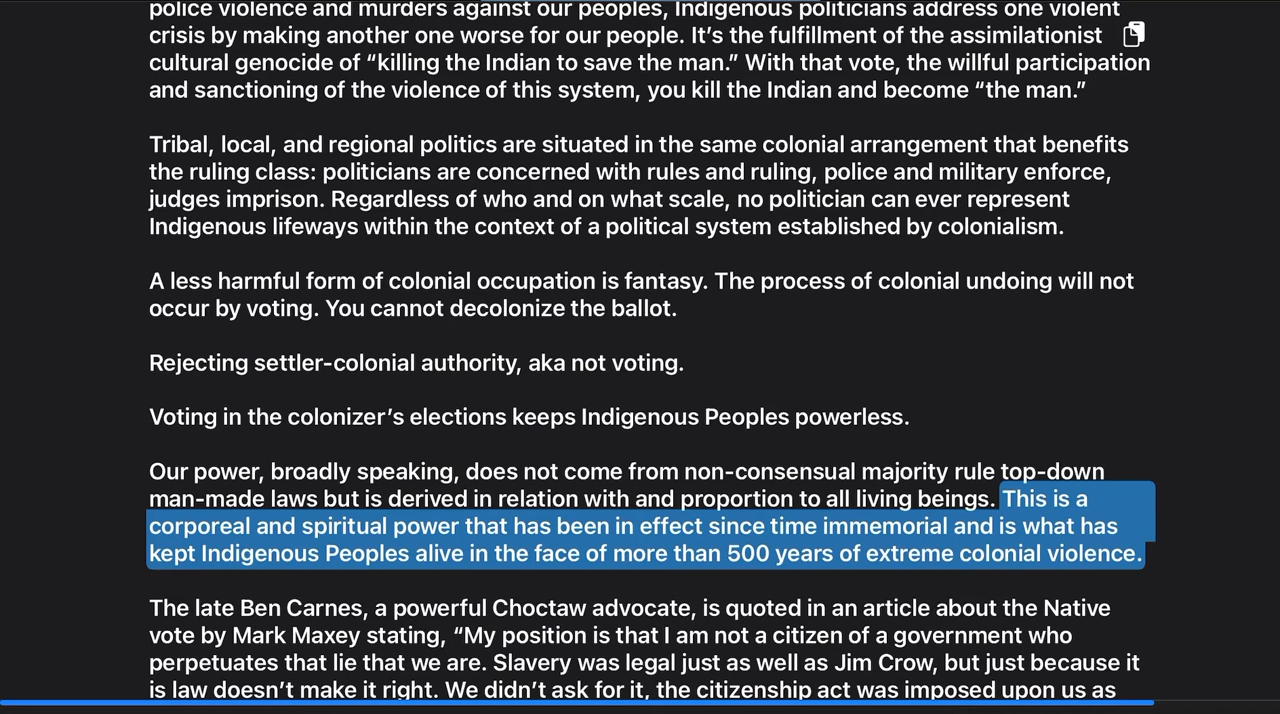 police violence and murders against our peoples, Indigenous politicians address one violent
crisis by making another one worse for our people. It’s the fulfillment of the assimilationist
cultural genocide of “killing the Indian to save the man.” With that vote, the willful participation
and sanctioning of the violence of this system, you kill the Indian and become “the man.”
Tribal, local, and regional politics are situated in the same colonial arrangement that benefits
the ruling class: politicians are concerned with rules and ruling, police and military enforce,
judges imprison. Regardless of who and on what scale, no politician can ever represent
Indigenous lifeways within the context of a political system established by colonialism.
A less harmful form of colonial occupation is fantasy. The process of colonial undoing will not
occur by voting. You cannot decolonize the ballot.
Rejecting settler-colonial authority, aka not voting.
Voting in the colonizer’s elections keeps Indigenous Peoples powerless.
Our power, broadly speaking, does not come from non-consensual majority rule top-down
man-made laws but is derived in relation with and proportion to all living beings. This is a
corporeal and spiritual power that has been in effect since time immemorial and is what has
kept Indigenous Peoples alive in the face of more than 500 years of extreme colonial violence.
The late Ben Carnes, a powerful Choctaw advocate, is quoted in an article about the Native
vote by Mark Maxey stating, “My position is that I am not a citizen of a government who
perpetuates that lie that we are. Slavery was legal just as well as Jim Crow, but just because it
is law doesn’t make it right. We didn’t ask for it, the citizenship act was imposed upon us as